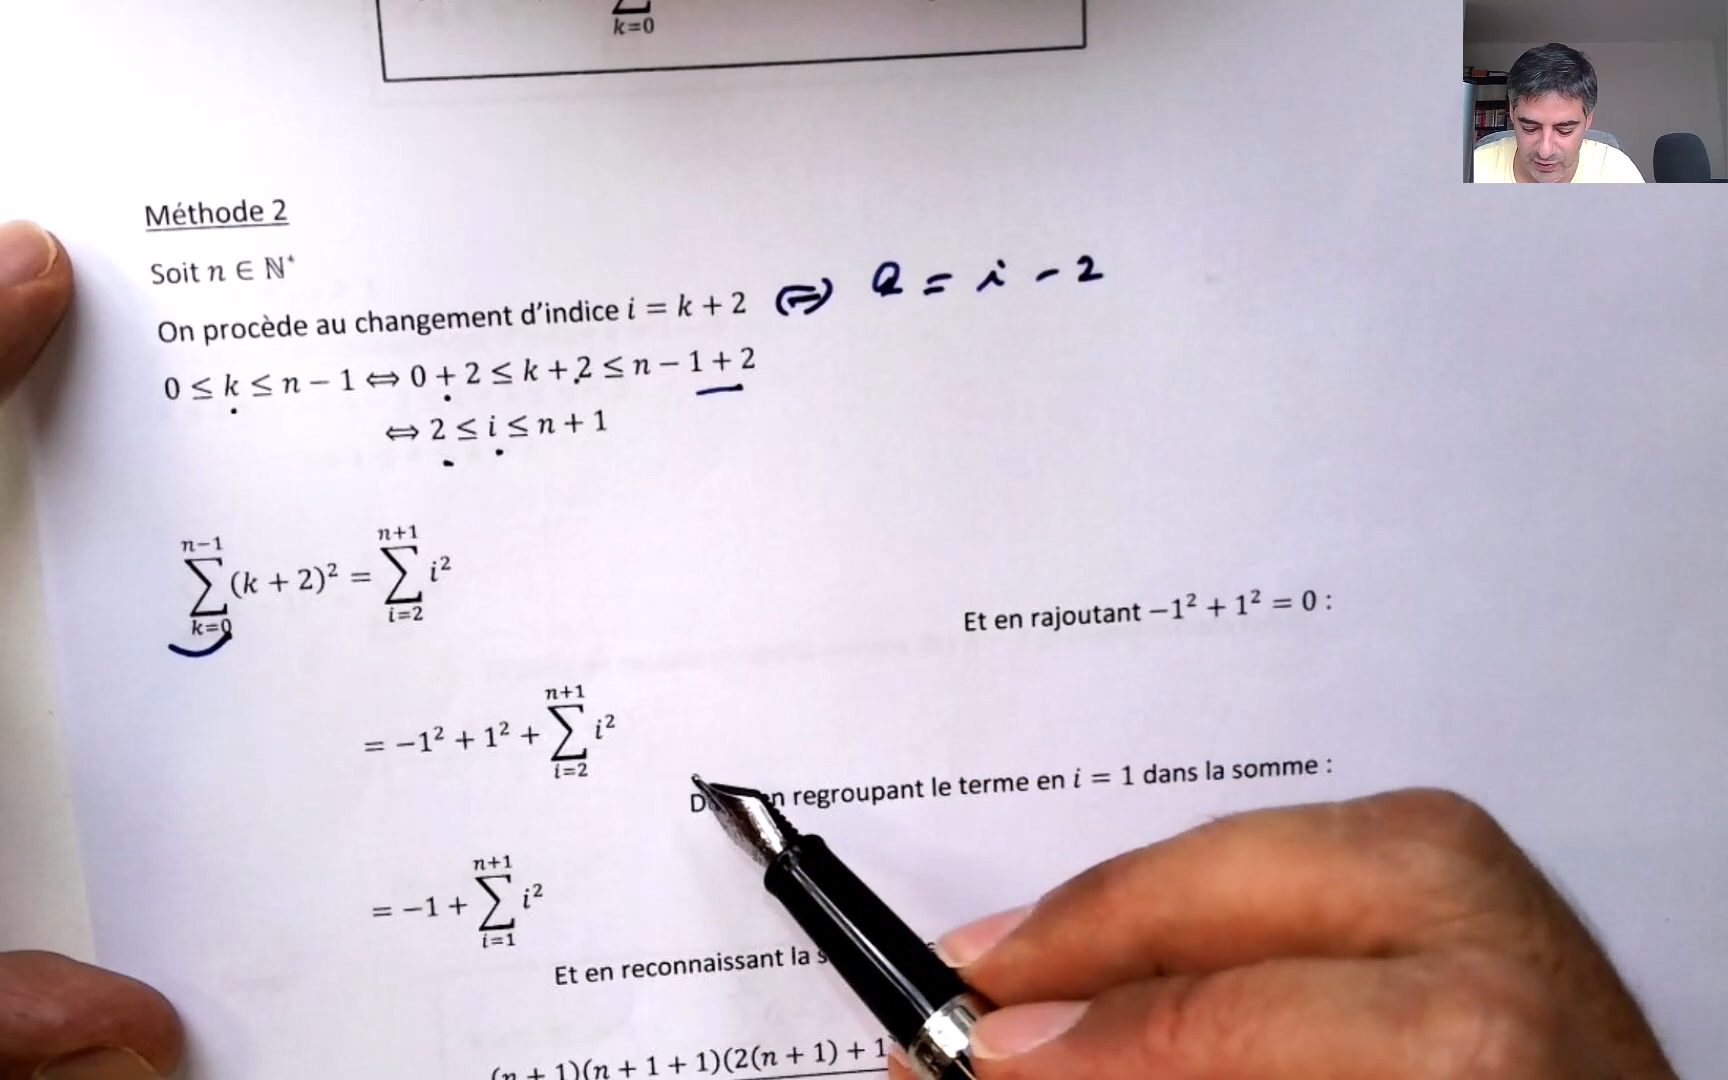 k=0
Méthode 2
Soit n ∈ ℕ*
On procède au changement d'indice i = k + 2 ⇔ k = i - 2
0 ≤ k ≤ n − 1 ⇔ 0 + 2 ≤ k + 2 ≤ n − 1 + 2
⇔ 2 ≤ i ≤ n + 1
n−1 ∑ k=0 (k + 2)² = n+1 ∑ i=2 i²
Et en rajoutant −1² + 1² = 0 :
= −1² + 1² + n+1 ∑ i=2 i²
regroupant le terme en i = 1 dans la somme :
= −1 + n+1 ∑ i=1 i²
Et en reconnaissant la
(n + 1)(n + 1 + 1)(2(n + 1) + 1